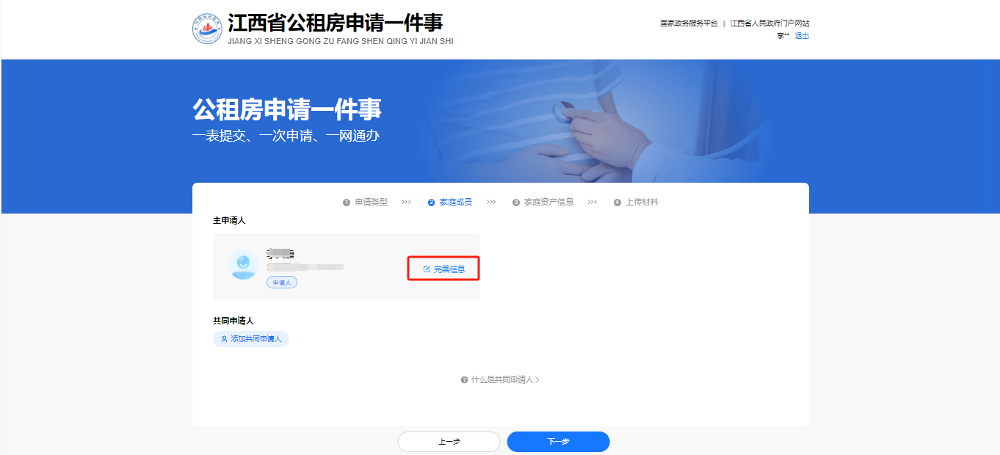 江西省公租房申请一件事
JIANG XI SHENG GONG ZU FANG SHEN QING YI JIAN SHI
国家政务服务平台 | 江西省人民政府门户网站
李** 退出
公租房申请一件事
一表提交、一次申请、一网通办
1 申请类型 >>> 2 家庭成员 >>> 3 家庭资产信息 >>> 4 上传材料
主申请人
申请人
完善信息
共同申请人
添加共同申请人
? 什么是共同申请人 >
上一步
下一步